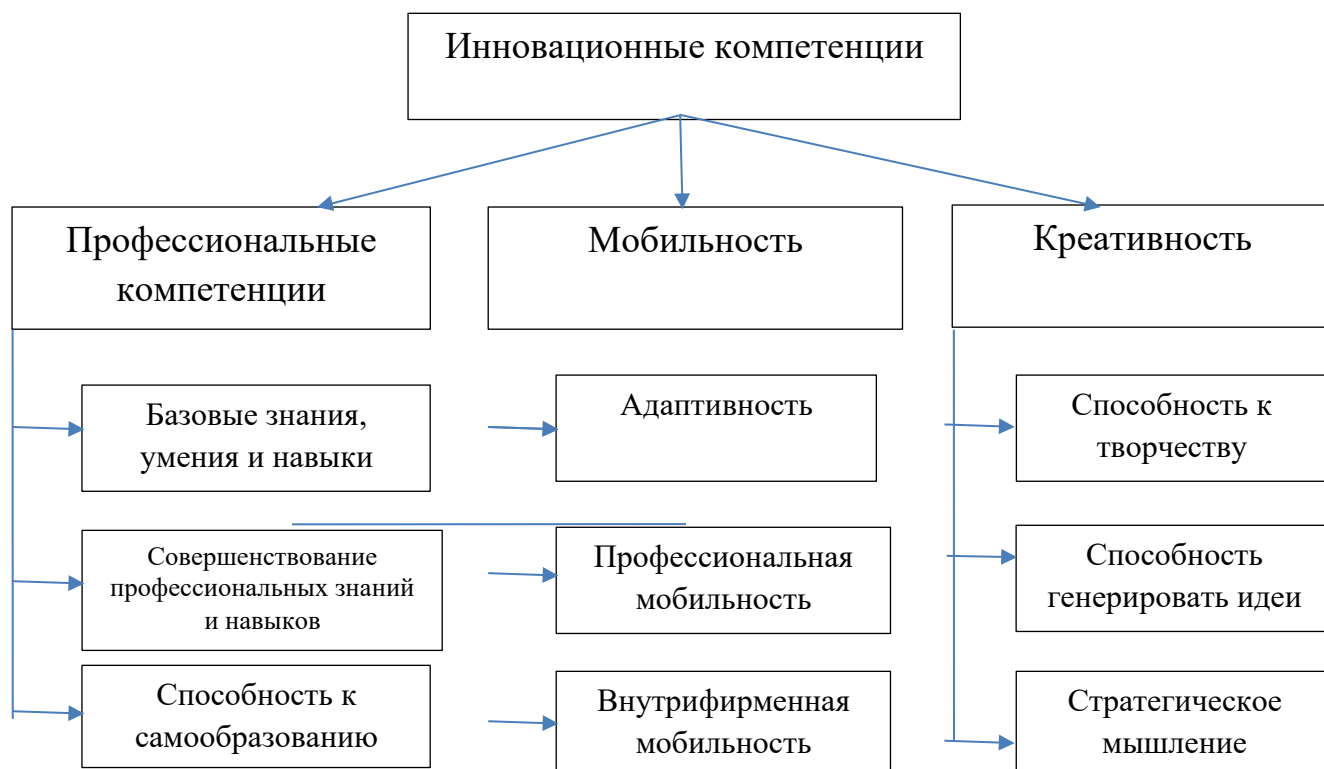 Инновационные компетенции
Профессиональные
компетенции
Мобильность
Креативность
Базовые знания,
умения и навыки
Адаптивность
Способность к
творчеству
Совершенствование
профессиональных знаний
и навыков
Профессиональная
мобильность
Способность
генерировать идеи
Способность к
самообразованию
Внутрифирменная
мобильность
Стратегическое
мышление